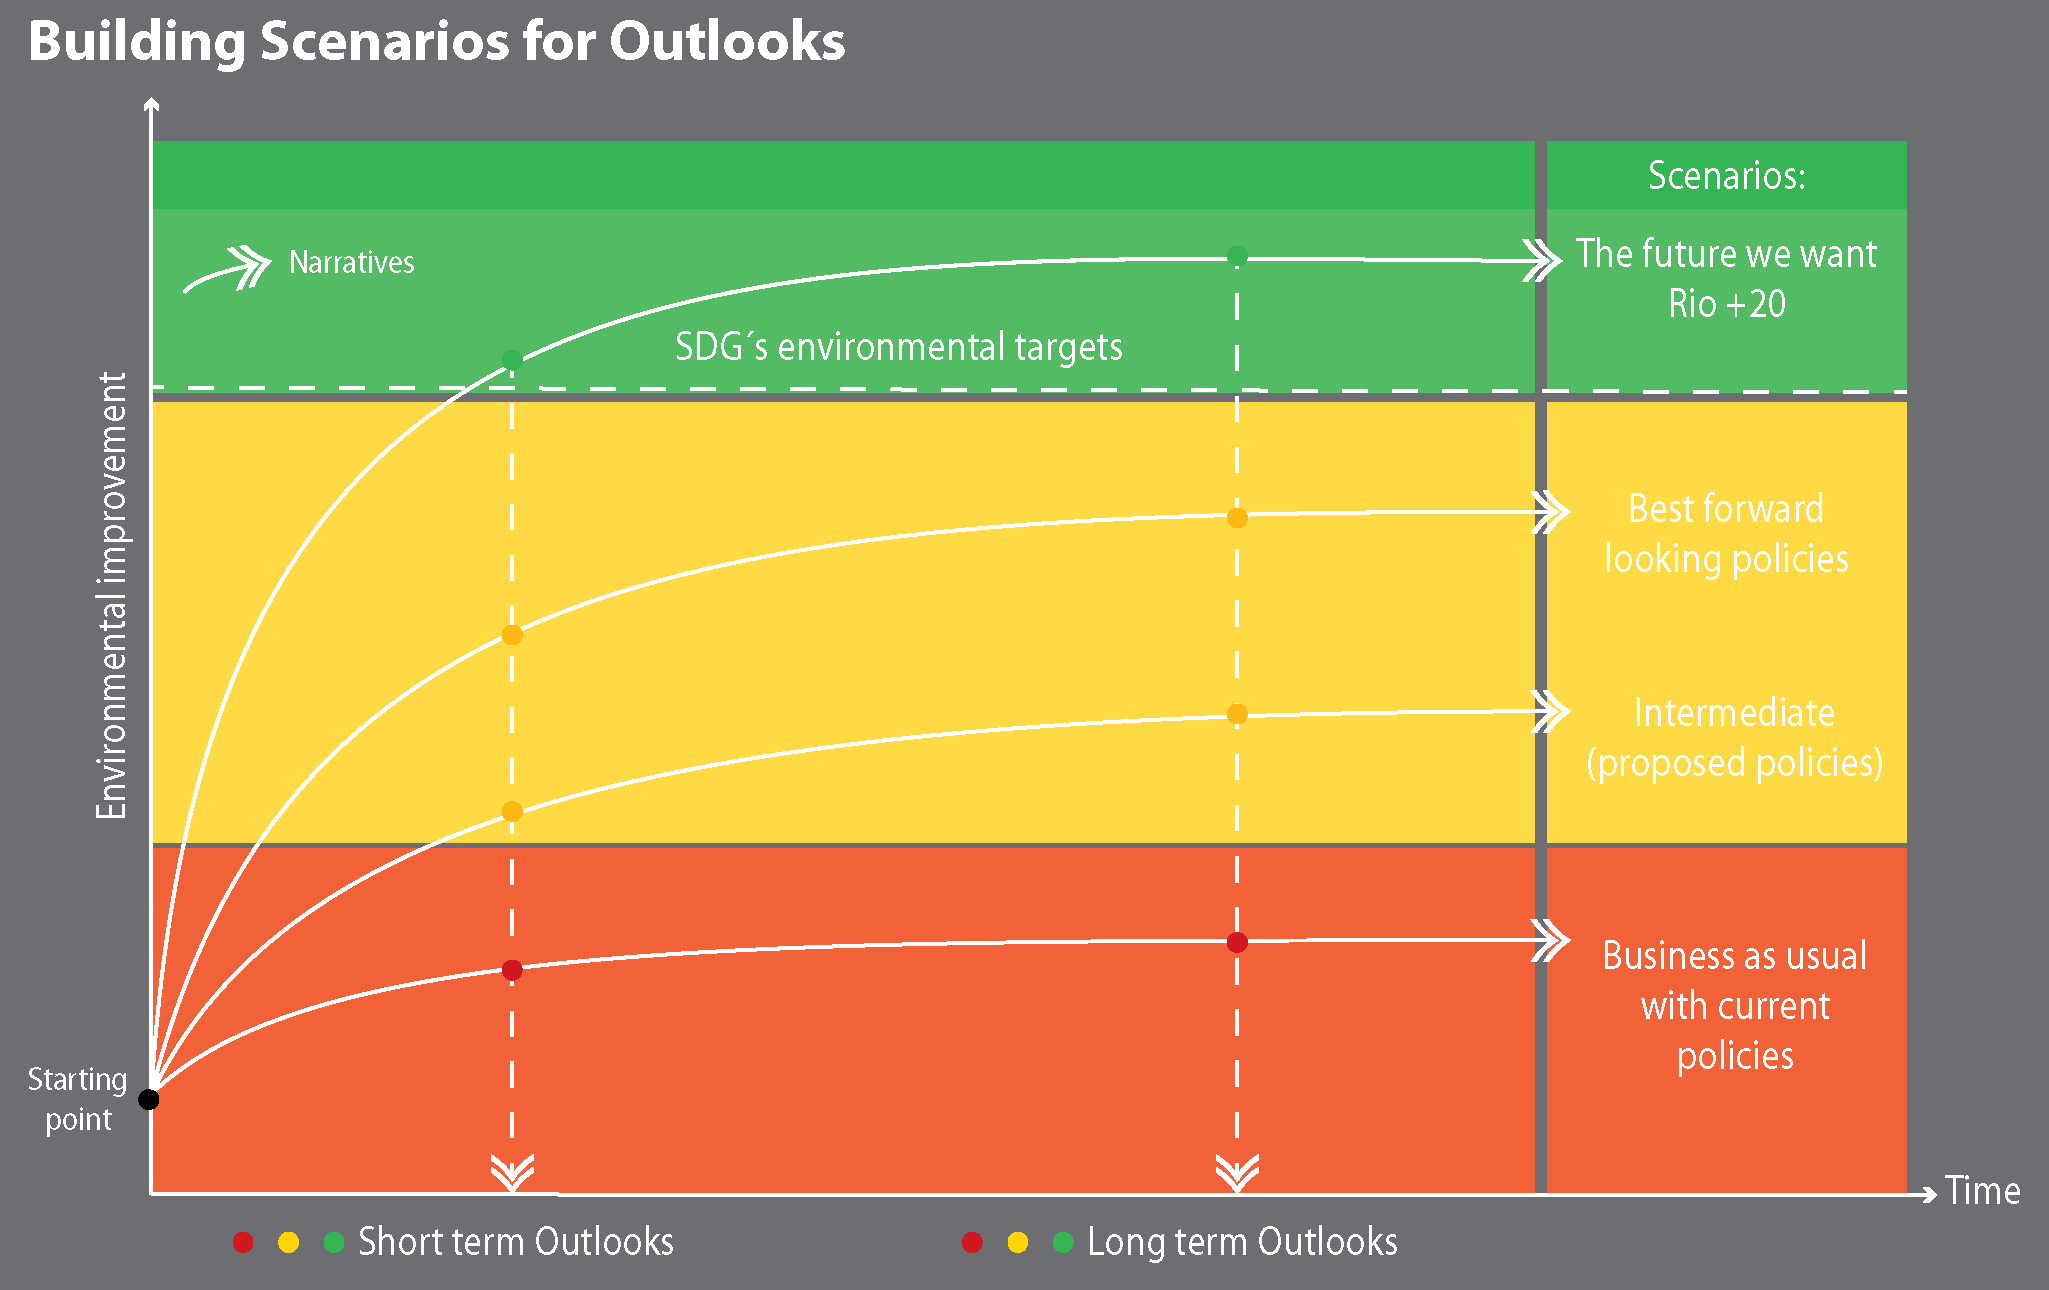 Building Scenarios for Outlooks
Scenarios:
Narratives
The future we want
Rio +20
SDG´s environmental targets
Environmental improvement
Best forward
looking policies
Intermediate
(proposed policies)
Business as usual
with current
policies
Starting
point
Time
Short term Outlooks
Long term Outlooks